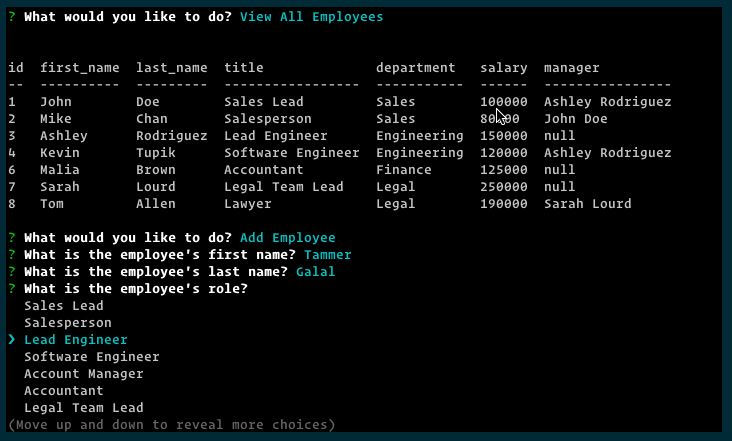 ? What would you like to do? View All Employees
id  first_name  last_name  title              department   salary  manager
--  ----------  ---------  -----------------  -----------  ------  ----------------
1   John        Doe        Sales Lead         Sales        100000  Ashley Rodriguez
2   Mike        Chan       Salesperson        Sales        80000   John Doe
3   Ashley      Rodriguez  Lead Engineer      Engineering  150000  null
4   Kevin       Tupik      Software Engineer  Engineering  120000  Ashley Rodriguez
6   Malia       Brown      Accountant         Finance      125000  null
7   Sarah       Lourd      Legal Team Lead    Legal        250000  null
8   Tom         Allen      Lawyer             Legal        190000  Sarah Lourd
? What would you like to do? Add Employee
? What is the employee's first name? Tammer
? What is the employee's last name? Galal
? What is the employee's role?
Sales Lead
Salesperson
❯ Lead Engineer
Software Engineer
Account Manager
Accountant
Legal Team Lead
(Move up and down to reveal more choices)